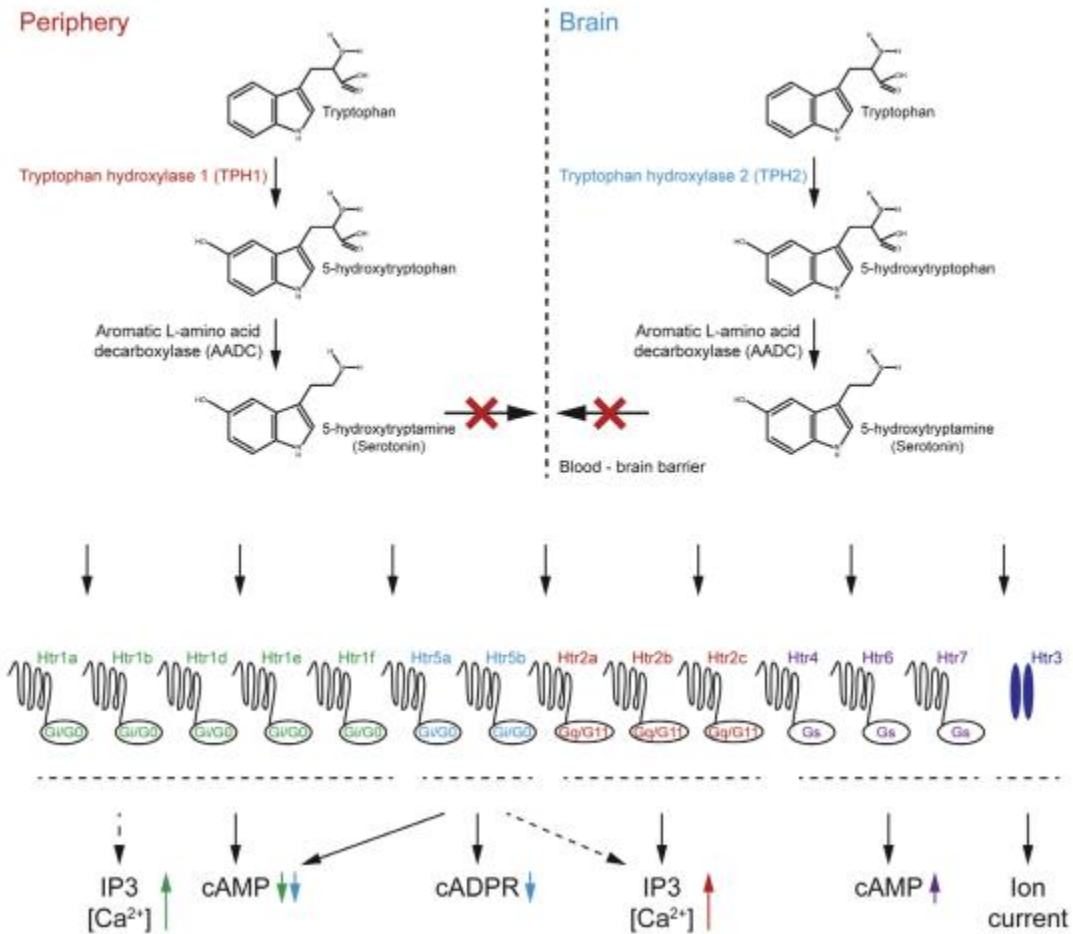 Periphery
Brain
Tryptophan
Tryptophan
Tryptophan hydroxylase 1 (TPH1)
Tryptophan hydroxylase 2 (TPH2)
HO
5-hydroxytryptophan
HO
5-hydroxytryptophan
Aromatic L-amino acid
decarboxylase (AADC)
Aromatic L-amino acid
decarboxylase (AADC)
HO
5-hydroxytryptamine
(Serotonin)
HO
5-hydroxytryptamine
(Serotonin)
Blood - brain barrier
Htr1a Htr1b Htr1d Htr1e Htr1f Htr5a Htr5b Htr2a Htr2b Htr2c Htr4 Htr6 Htr7 Htr3
Gi/G0 Gi/G0 Gi/G0 Gi/G0 Gi/G0 Gi/G0 Gi/G0 Gq/G11 Gq/G11 Gq/G11 Gs Gs Gs
IP3 cAMP cADPR IP3 cAMP Ion
[Ca²⁺] [Ca²⁺] current